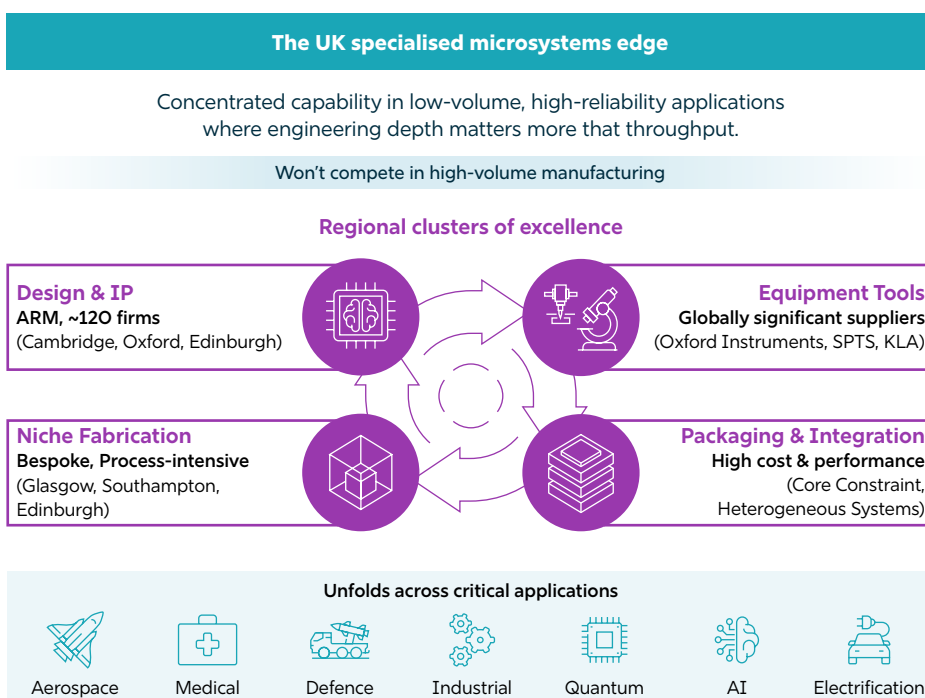 The UK specialised microsystems edge
Concentrated capability in low-volume, high-reliability applications
where engineering depth matters more that throughput.
Won’t compete in high-volume manufacturing
Regional clusters of excellence
Design & IP
ARM, ~120 firms
(Cambridge, Oxford, Edinburgh)
Equipment Tools
Globally significant suppliers
(Oxford Instruments, SPTS, KLA)
Niche Fabrication
Bespoke, Process-intensive
(Glasgow, Southampton,
Edinburgh)
Packaging & Integration
High cost & performance
(Core Constraint,
Heterogeneous Systems)
Unfolds across critical applications
Aerospace
Medical
Defence
Industrial
Quantum
AI
Electrification